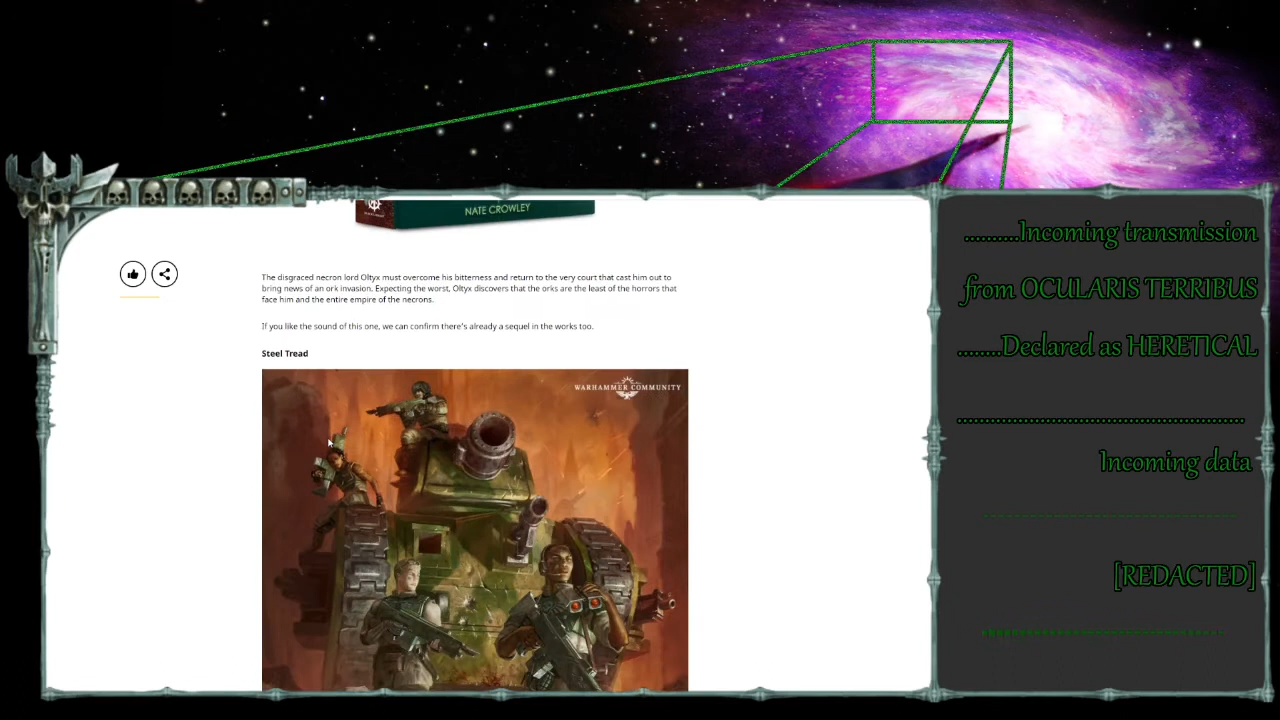 NATE CROWLEY
..........Incoming transmission
from OCULARIS TERRIBUS
........Declared as HERETICAL
Incoming data
[REDACTED]
The disgraced necron lord Oltyx must overcome his bitterness and return to the very court that cast him out to
bring news of an ork invasion. Expecting the worst, Oltyx discovers that the orks are the least of the horrors that
face him and the entire empire of the necrons.
If you like the sound of this one, we can confirm there's already a sequel in the works too.
Steel Tread
WARHAMMER COMMUNITY